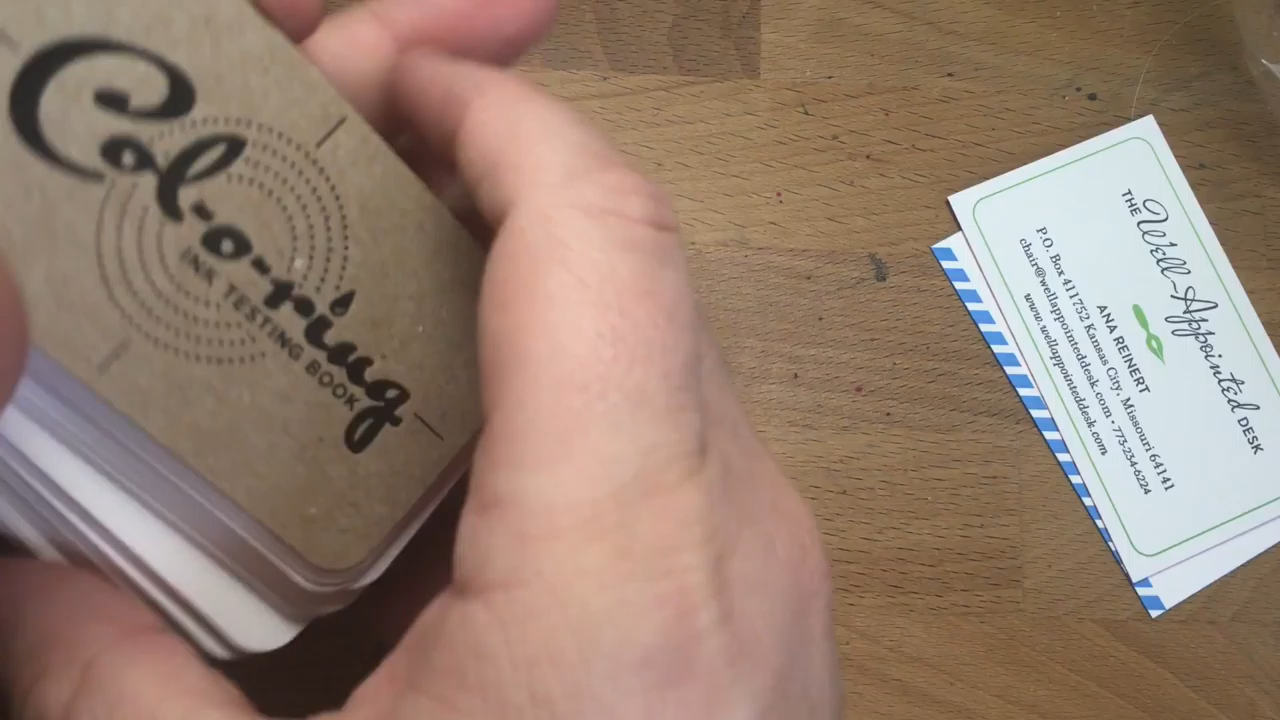 Col-o-ring
INK TESTING BOOK
THE Well-Appointed DESK
ANA REINERT
P.O. Box 411752 Kansas City, Missouri 64141
chair@wellappointeddesk.com • 773-234-6224
www.wellappointeddesk.com